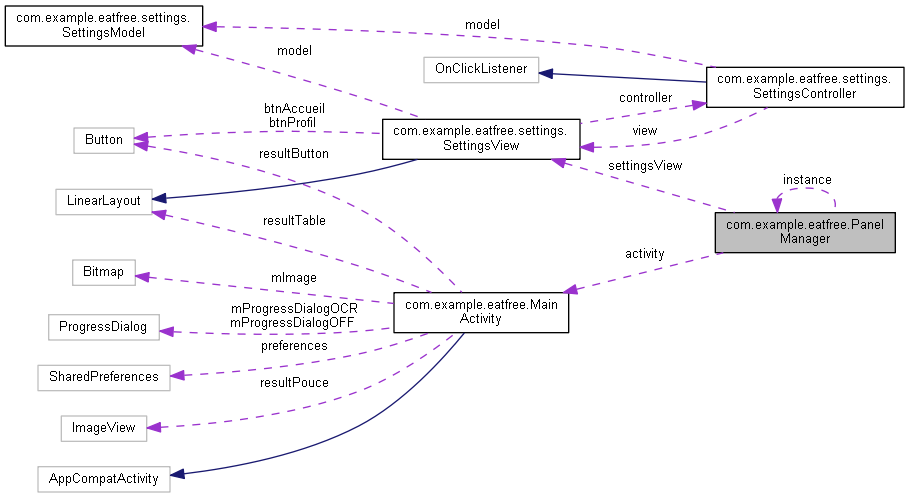 com.example.eatfree.settings.
SettingsModel
model
OnClickListener
com.example.eatfree.settings.
SettingsController
model
controller
btnAccueil
btnProfil
com.example.eatfree.settings.
SettingsView
view
Button
resultButton
settingsView
instance
LinearLayout
resultTable
com.example.eatfree.Panel
Manager
activity
Bitmap
mImage
com.example.eatfree.Main
Activity
mProgressDialogOCR
mProgressDialogOFF
ProgressDialog
preferences
SharedPreferences
resultPouce
ImageView
AppCompatActivity